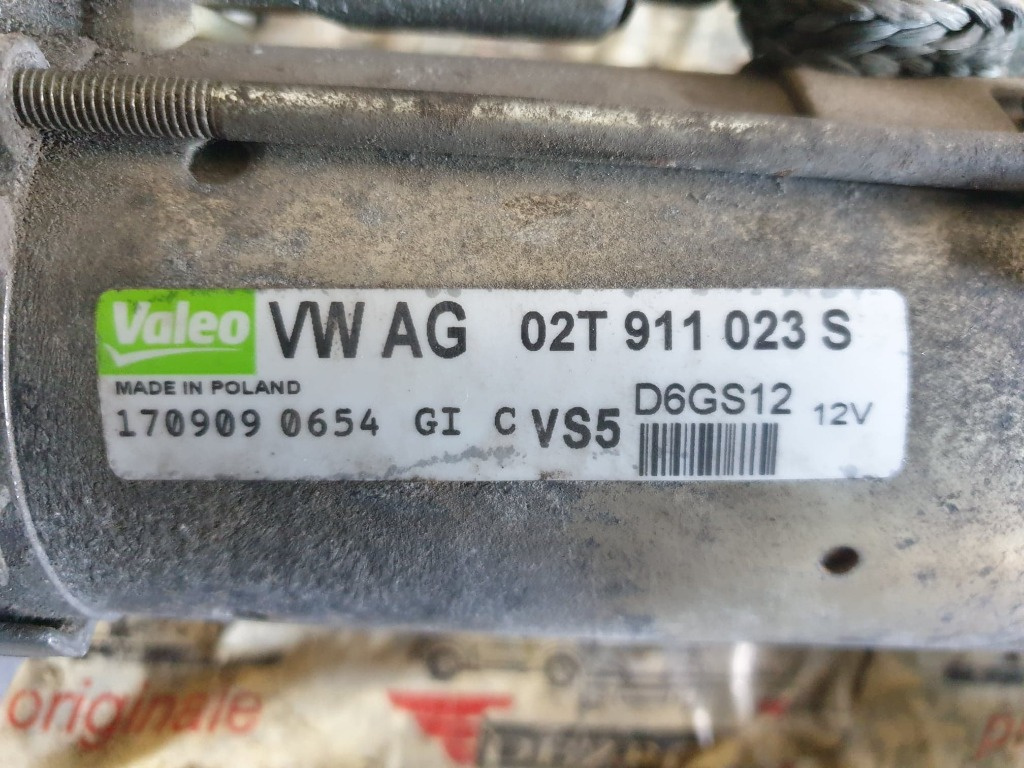 Valeo VW AG 02T 911 023 S
MADE IN POLAND
170909 0654 GI C VS5 D6GS12 12V
originale